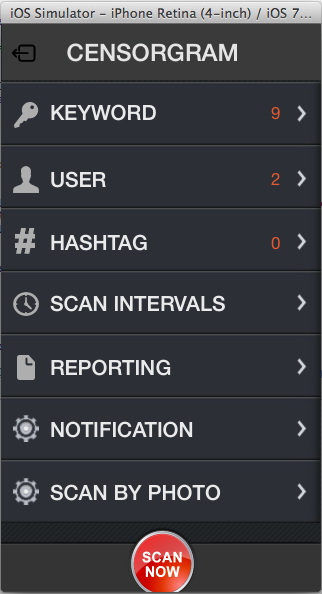 iOS Simulator - iPhone Retina (4-inch) / iOS 7...
CENSORGRAM
KEYWORD 9
USER 2
# HASHTAG 0
SCAN INTERVALS
REPORTING
NOTIFICATION
SCAN BY PHOTO
SCAN
NOW